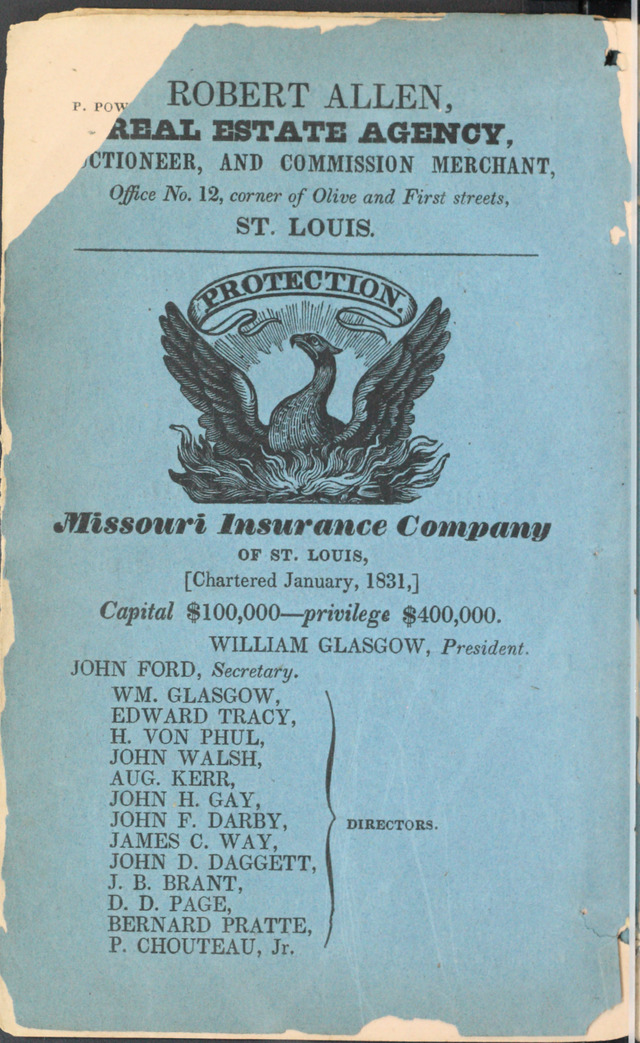 P. POW
ROBERT ALLEN,
REAL ESTATE AGENCY,
CTIONEER, AND COMMISSION MERCHANT,
Office No. 12, corner of Olive and First streets,
ST. LOUIS.
PROTECTION.
Missouri Insurance Company
OF ST. LOUIS,
[Chartered January, 1831,]
Capital $100,000—privilege $400,000.
WILLIAM GLASGOW, President.
JOHN FORD, Secretary.
WM. GLASGOW,
EDWARD TRACY,
H. VON PHUL,
JOHN WALSH,
AUG. KERR,
JOHN H. GAY,
JOHN F. DARBY,
JAMES C. WAY,
JOHN D. DAGGETT,
J. B. BRANT,
D. D. PAGE,
BERNARD PRATTE,
P. CHOUTEAU, Jr.
DIRECTORS.